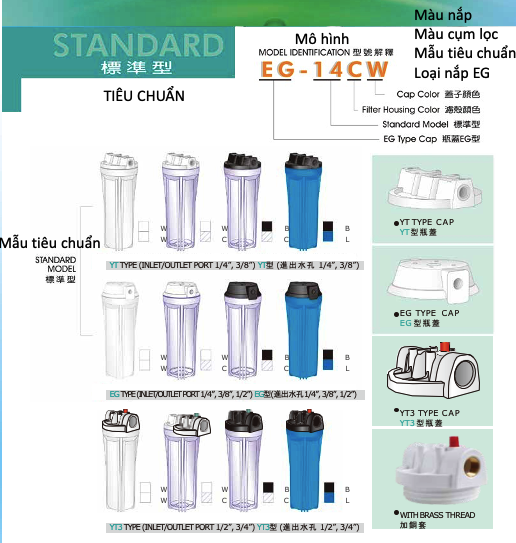 STANDARD
標準型
TIÊU CHUẨN
Mô hình
MODEL IDENTIFICATION 型號解釋
EG-14CW
Màu nắp
Màu cụm lọc
Mẫu tiêu chuẩn
Loại nắp EG
Cap Color 蓋子顏色
Filter Housing Color 濾殼顏色
Standard Model 標準型
EG Type Cap 瓶蓋EG型
Mẫu tiêu chuẩn
STANDARD
MODEL
標準型
W W B B
W C C L
YT TYPE (INLET/OUTLET PORT 1/4”, 3/8”) YT型 (進出水孔 1/4”, 3/8”)
W W B B
W C C L
EG TYPE (INLET/OUTLET PORT 1/4”, 3/8”, 1/2”) EG型(進出水孔1/4”, 3/8”, 1/2”)
W W B B
W C C L
YT3 TYPE (INLET/OUTLET PORT 1/2”, 3/4”) YT3型 (進出水孔 1/2”, 3/4”)
YT TYPE CAP
YT型瓶蓋
EG TYPE CAP
EG型瓶蓋
YT3 TYPE CAP
YT3型瓶蓋
WITH BRASS THREAD
加銅套